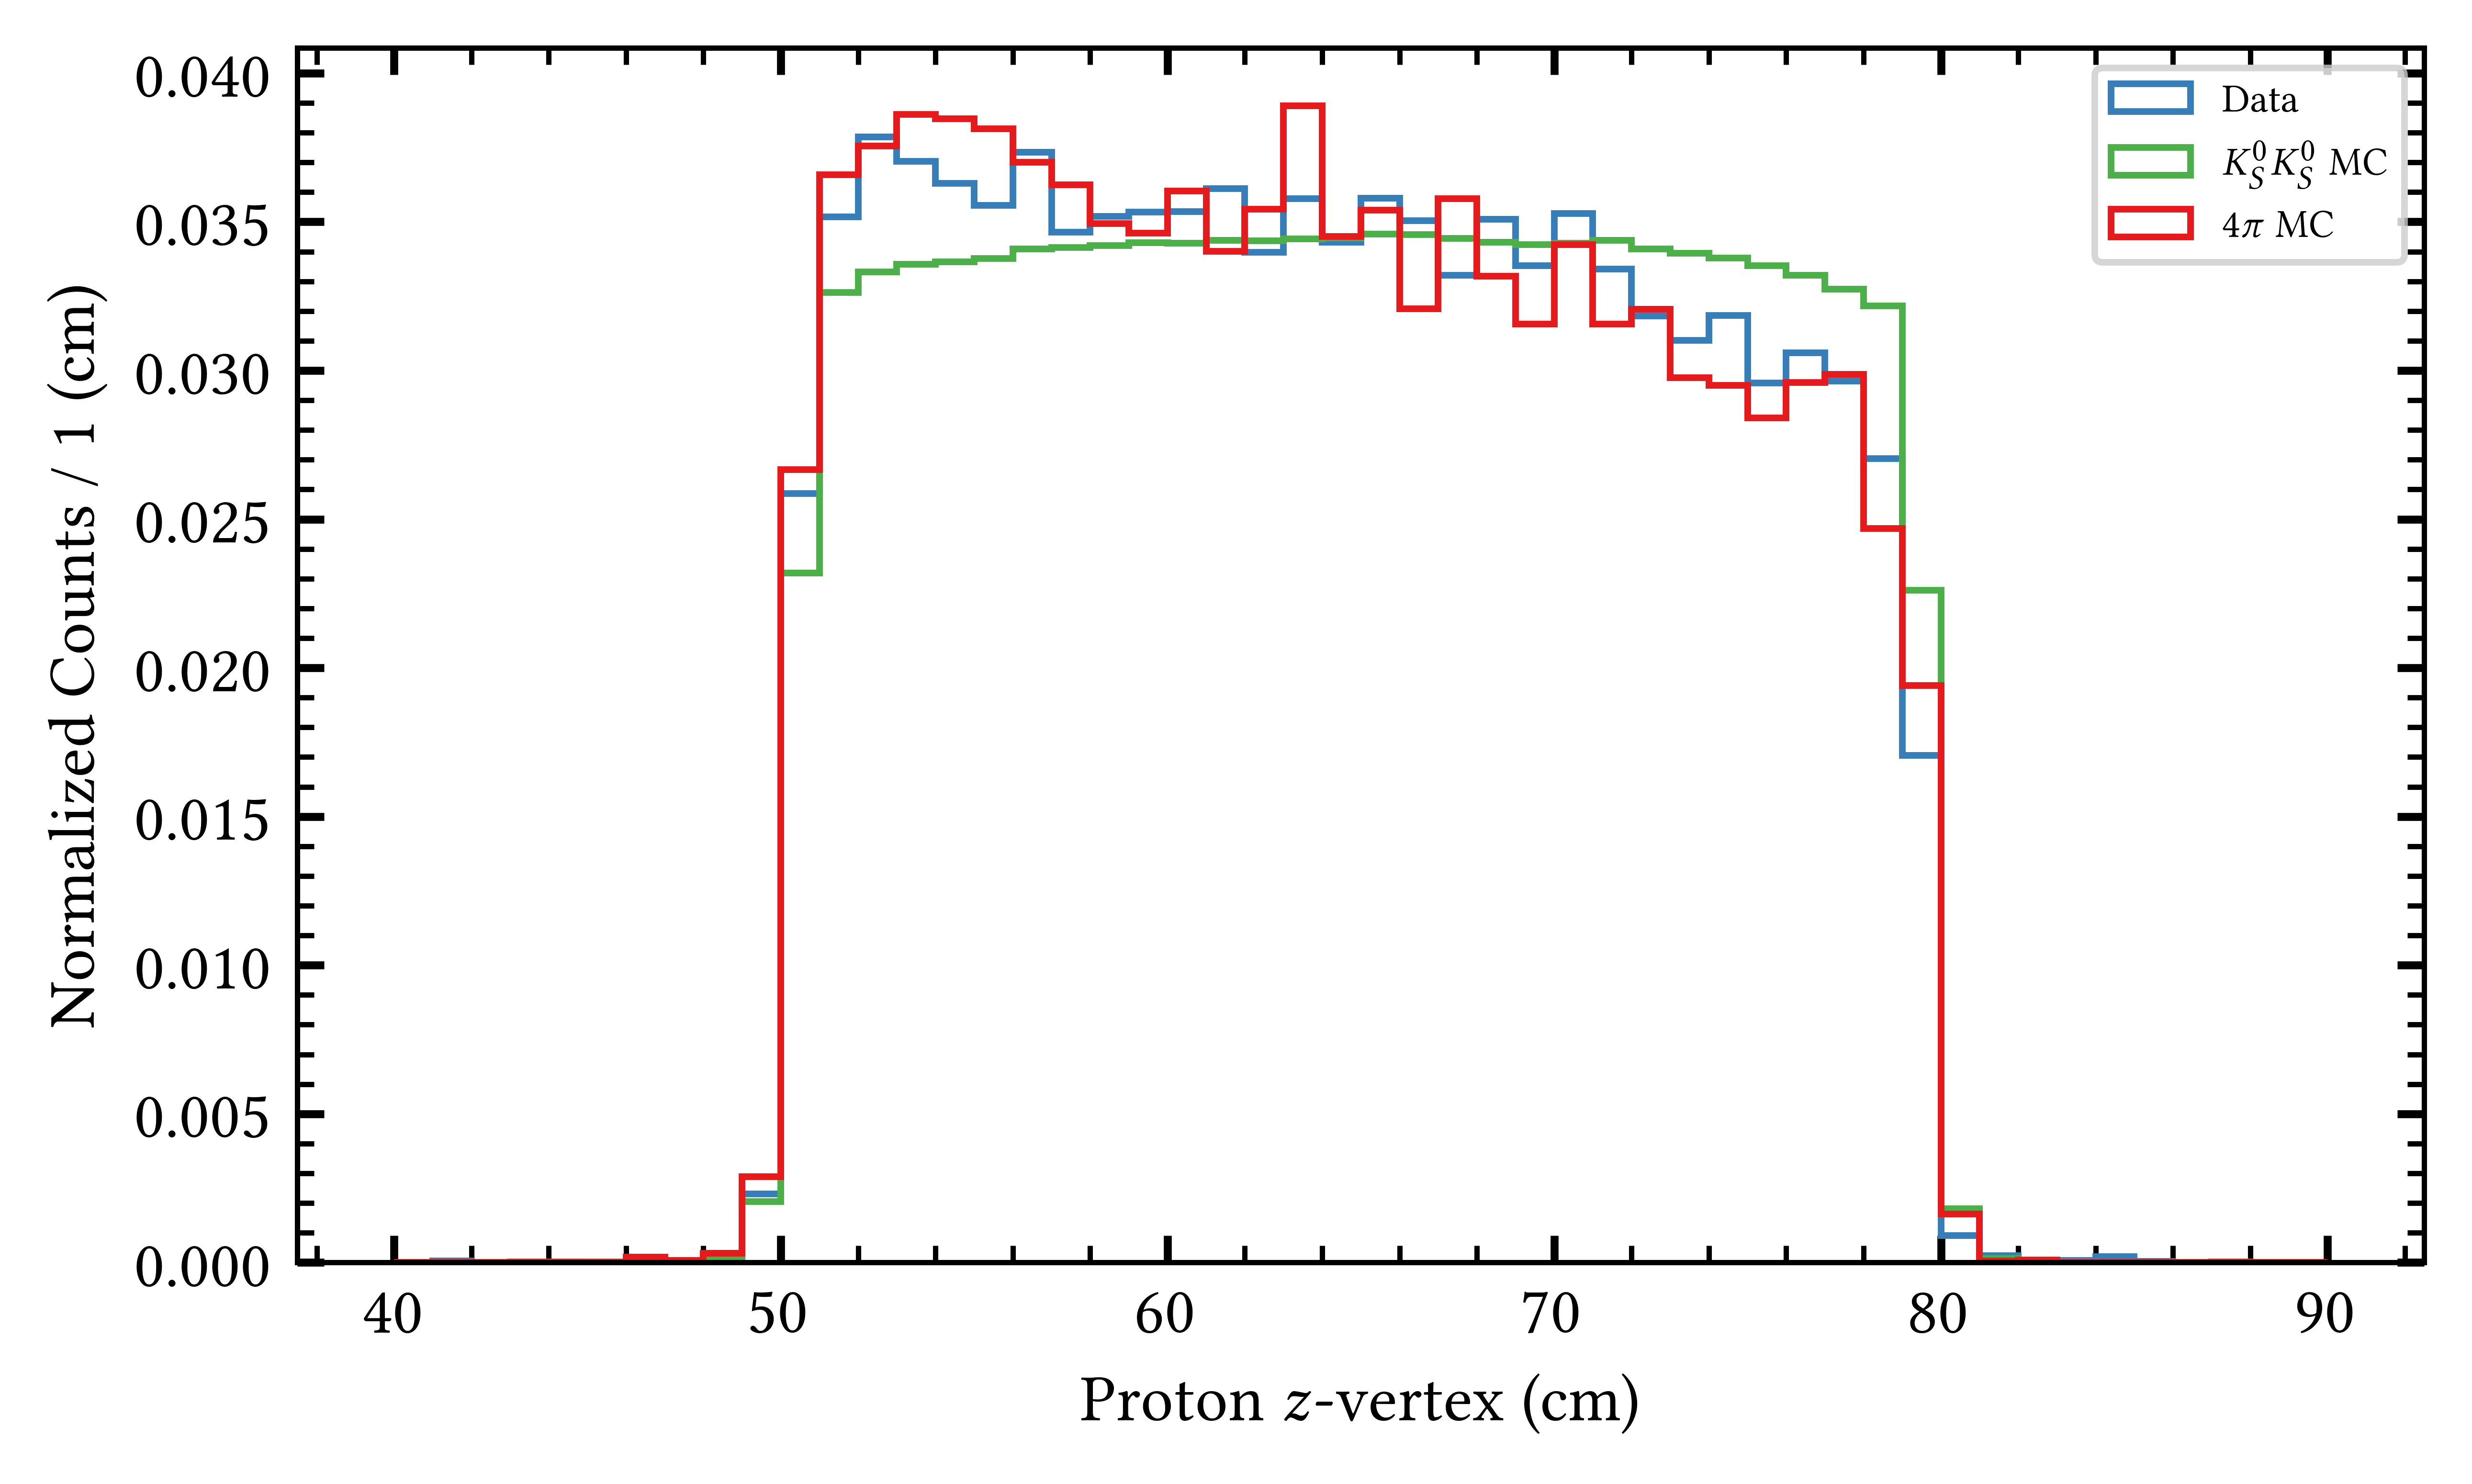 0.040
0.035
0.030
0.025
0.020
0.015
0.010
0.005
0.000
Normalized Counts / 1 (cm)
40 50 60 70 80 90
Proton z-vertex (cm)
Data
K⁰_S K⁰_S MC
4π MC